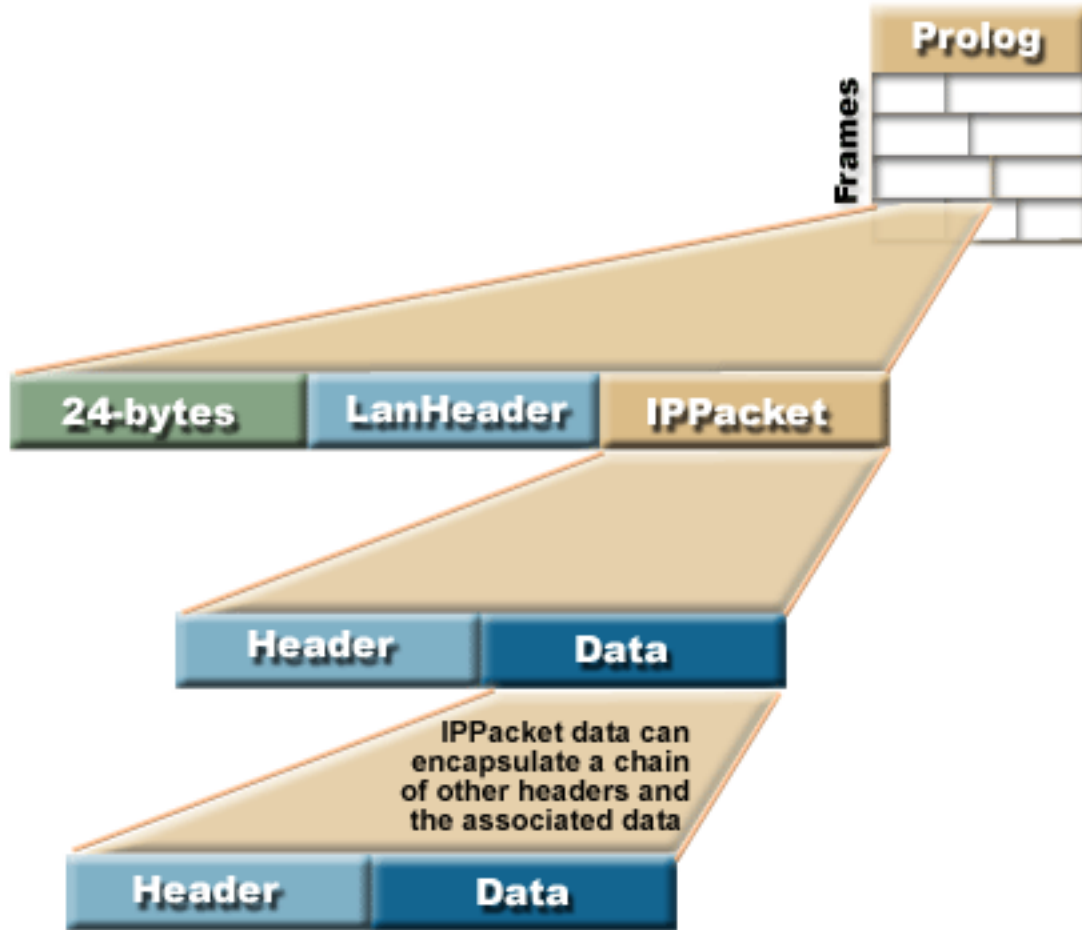 Prolog
Frames
24-bytes
LanHeader
IPPacket
Header
Data
IPPacket data can
encapsulate a chain
of other headers and
the associated data
Header
Data